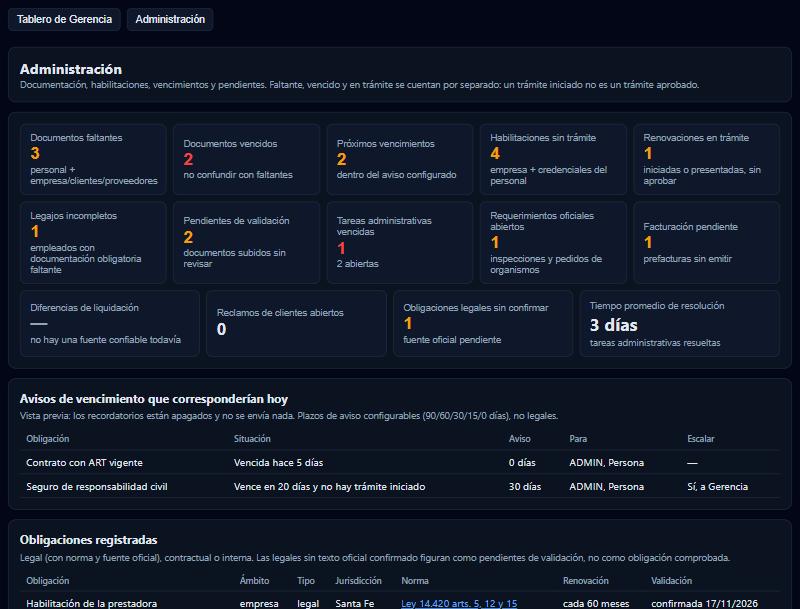 Tablero de Gerencia
Administración
Administración
Documentación, habilitaciones, vencimientos y pendientes. Faltante, vencido y en trámite se cuentan por separado: un trámite iniciado no es un trámite aprobado.
Documentos faltantes
3
personal +
empresa/clientes/proveedores
Documentos vencidos
2
no confundir con faltantes
Próximos vencimientos
2
dentro del aviso configurado
Habilitaciones sin trámite
4
empresa + credenciales del
personal
Renovaciones en trámite
1
iniciadas o presentadas, sin
aprobar
Legajos incompletos
1
empleados con
documentación obligatoria
faltante
Pendientes de validación
2
documentos subidos sin
revisar
Tareas administrativas
vencidas
1
2 abiertas
Requerimientos oficiales
abiertos
1
inspecciones y pedidos de
organismos
Facturación pendiente
1
prefacturas sin emitir
Diferencias de liquidación
—
no hay una fuente confiable todavía
Reclamos de clientes abiertos
0
Obligaciones legales sin confirmar
1
fuente oficial pendiente
Tiempo promedio de resolución
3 días
tareas administrativas resueltas
Avisos de vencimiento que corresponderían hoy
Vista previa: los recordatorios están apagados y no se envía nada. Plazos de aviso configurables (90/60/30/15/0 días), no legales.
Obligación Situación Aviso Para Escalar
Contrato con ART vigente Vencida hace 5 días 0 días ADMIN, Persona —
Seguro de responsabilidad civil Vence en 20 días y no hay trámite iniciado 30 días ADMIN, Persona Sí, a Gerencia
Obligaciones registradas
Legal (con norma y fuente oficial), contractual o interna. Las legales sin texto oficial confirmado figuran como pendientes de validación, no como obligación comprobada.
Obligación Ámbito Tipo Jurisdicción Norma Renovación Validación
Habilitación de la prestadora empresa legal Santa Fe Ley 14.420 arts. 5, 12 y 15 cada 60 meses confirmada 17/11/2026